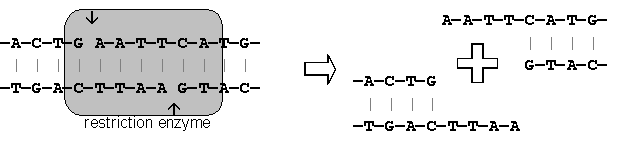 -A-C-T-G A-A-T-T-C-A-T-G-
-T-G-A-C-T-T-A-A G-T-A-C-
restriction enzyme
A-A-T-T-C-A-T-G-
G-T-A-C-
-A-C-T-G
-T-G-A-C-T-T-A-A